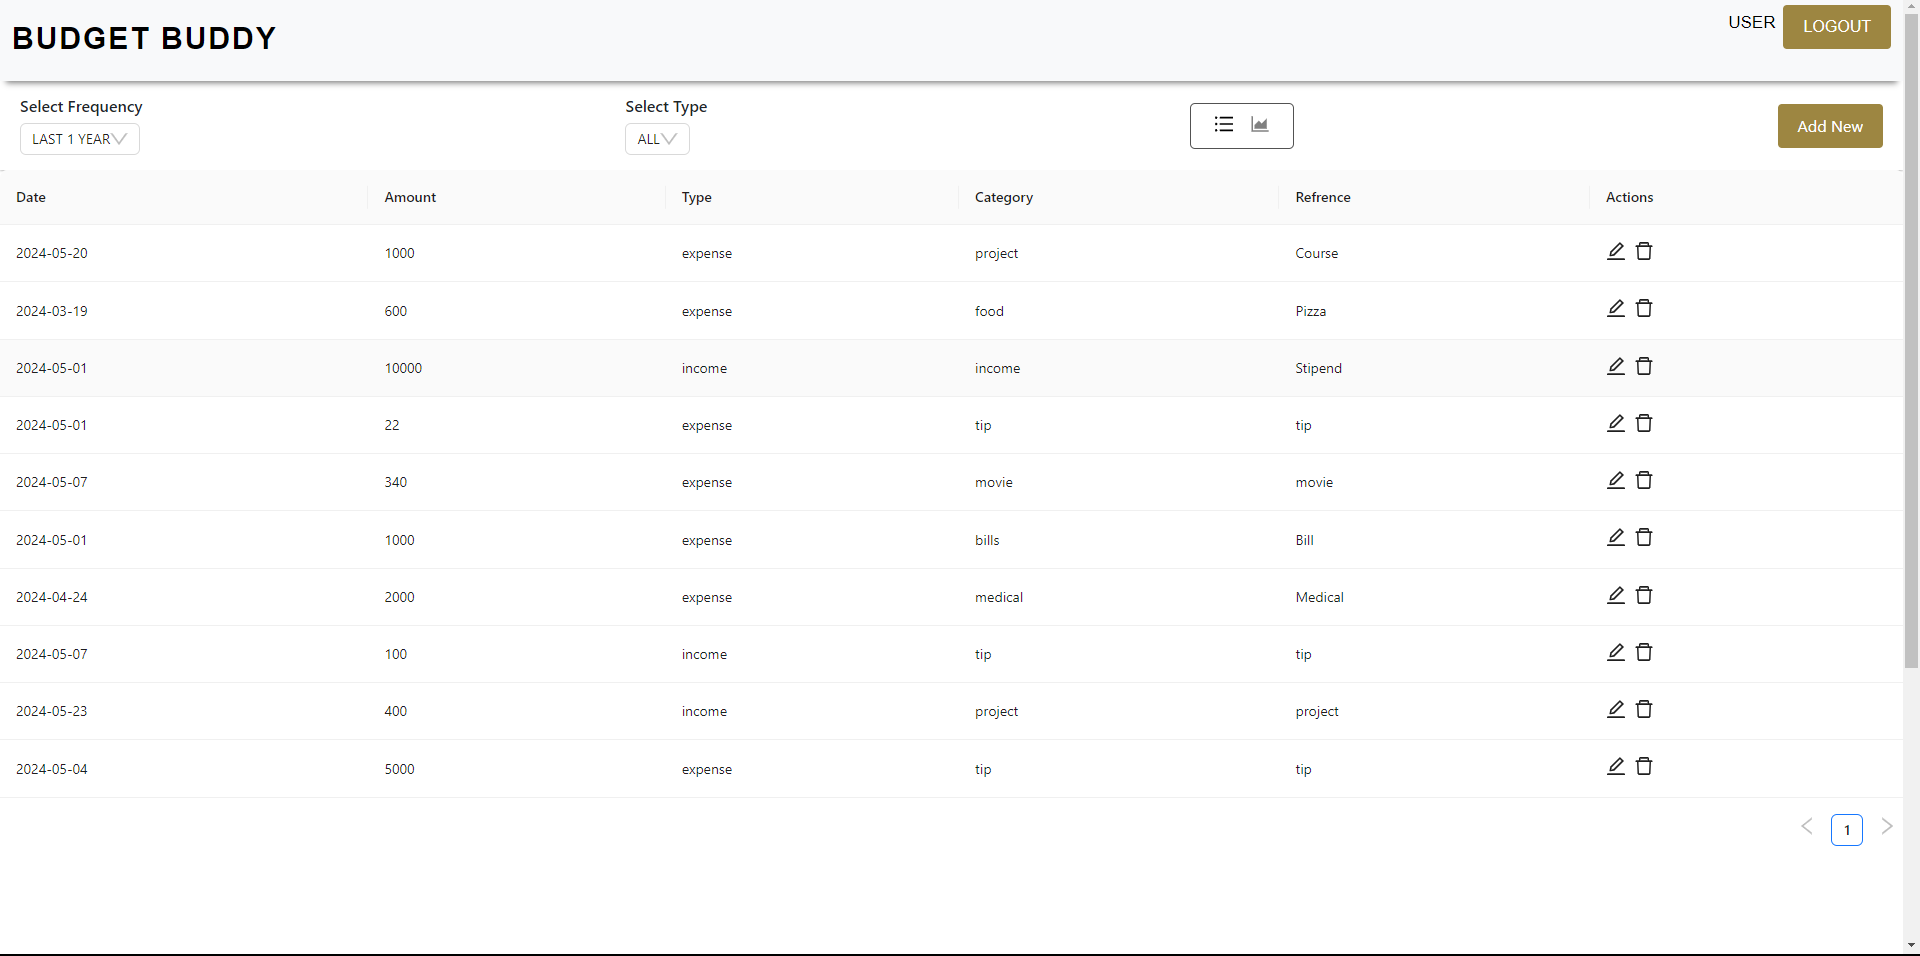 BUDGET BUDDY
USER LOGOUT
Select Frequency Select Type
LAST 1 YEAR ALL Add New
Date Amount Type Category Refrence Actions
2024-05-20 1000 expense project Course
2024-03-19 600 expense food Pizza
2024-05-01 10000 income income Stipend
2024-05-01 22 expense tip tip
2024-05-07 340 expense movie movie
2024-05-01 1000 expense bills Bill
2024-04-24 2000 expense medical Medical
2024-05-07 100 income tip tip
2024-05-23 400 income project project
2024-05-04 5000 expense tip tip
1